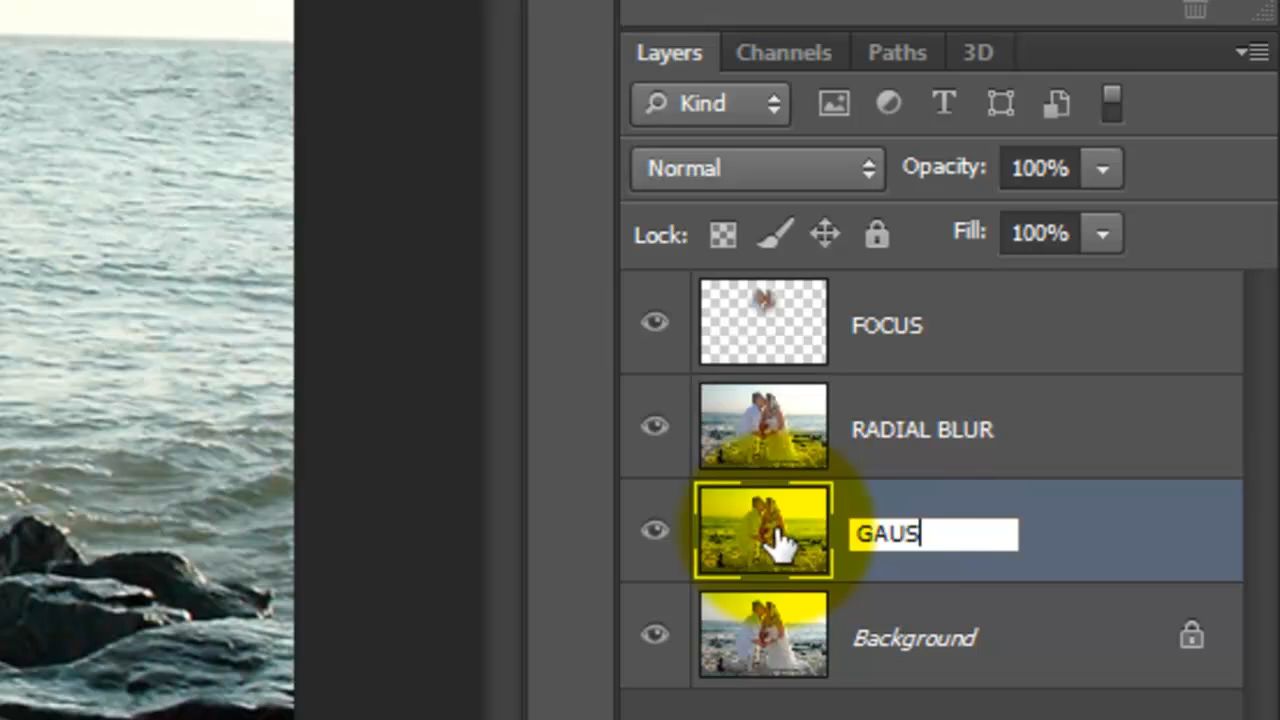 Layers Channels Paths 3D
Kind T
Normal Opacity: 100%
Lock: Fill: 100%
FOCUS
RADIAL BLUR
GAUS
Background